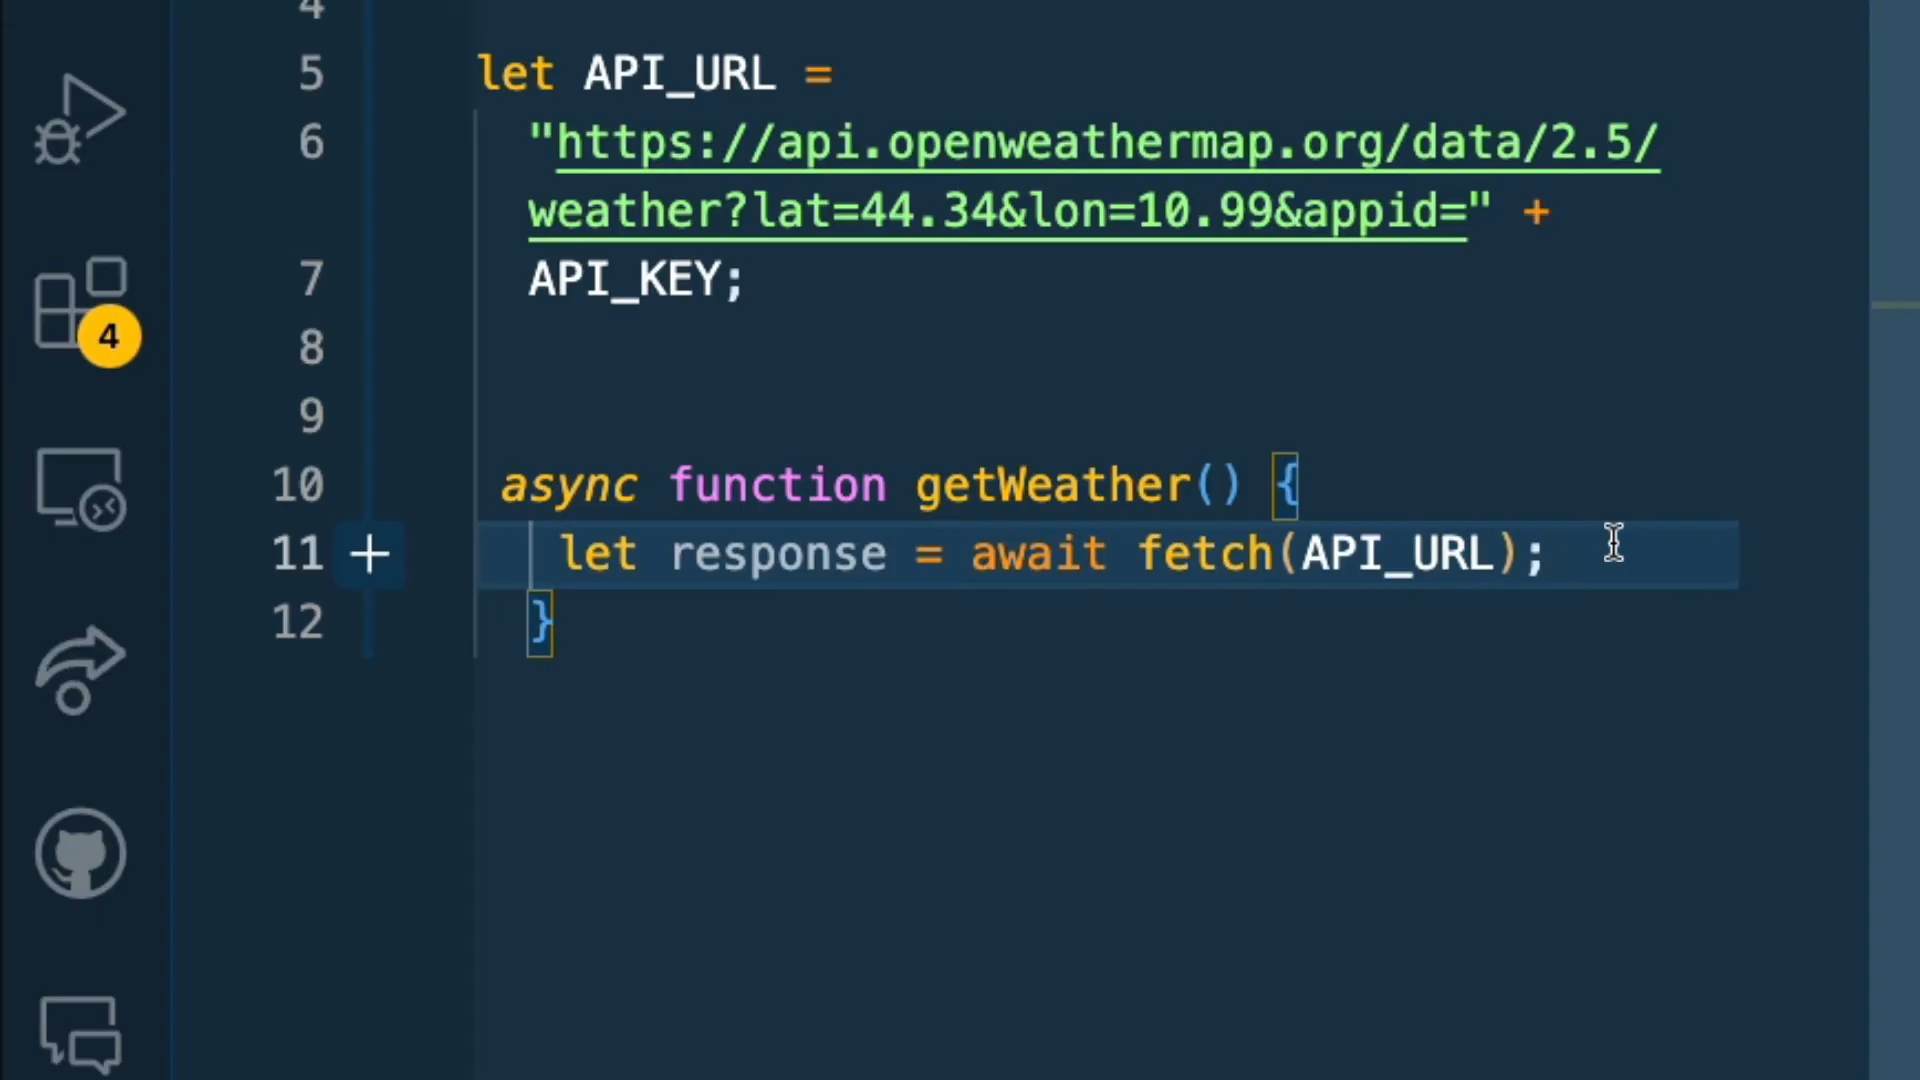 4
5 let API_URL =
6 "https://api.openweathermap.org/data/2.5/
weather?lat=44.34&lon=10.99&appid=" +
7 API_KEY;
8
9
10 async function getWeather() {
11 let response = await fetch(API_URL);
12 }
4